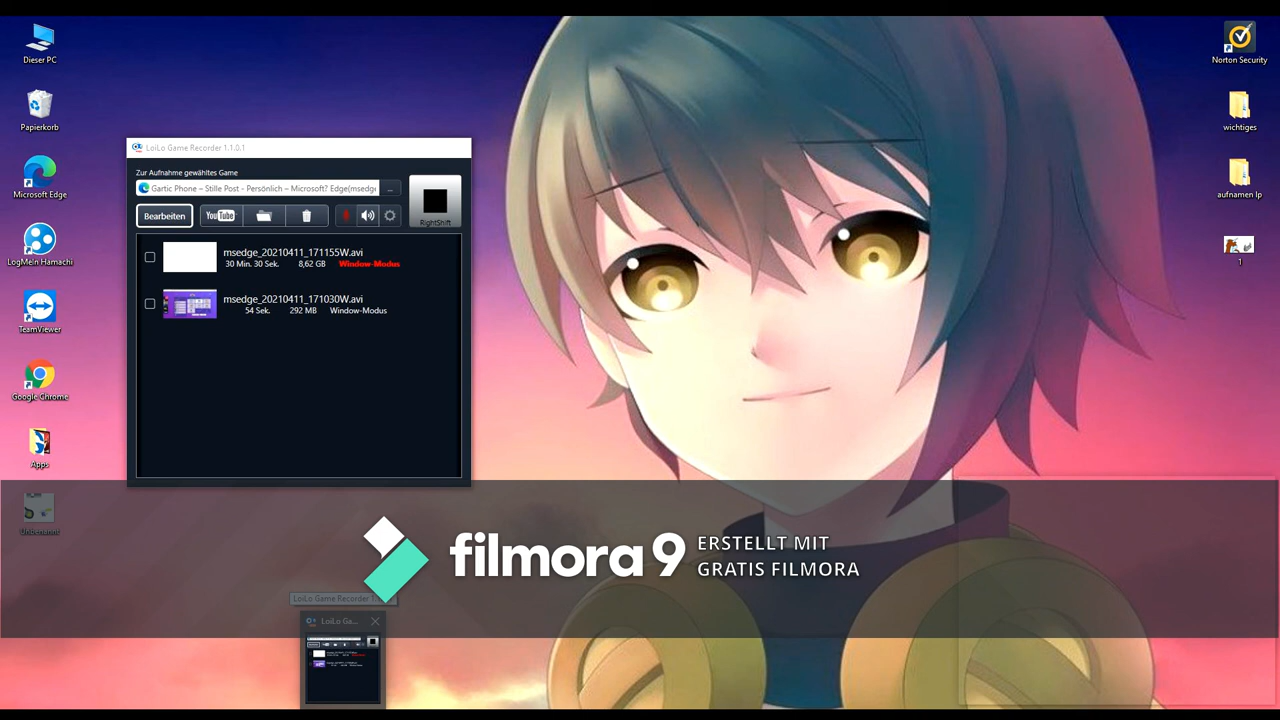 Dieser PC
Papierkorb
Microsoft Edge
LogMein Hamachi
TeamViewer
Google Chrome
Apps
Unbenannt
LoiLo Game Recorder 1.1.0.1
Zur Aufnahme gewähltes Game
Gartic Phone – Stille Post - Persönlich – Microsoft? Edge(msedge
...
RightShift
Bearbeiten
YouTube
msedge_20210411_171155W.avi
30 Min. 30 Sek. 8,62 GB Window-Modus
msedge_20210411_171030W.avi
54 Sek. 292 MB Window-Modus
Norton Security
wichtiges
aufnamen lp
1
filmora 9
ERSTELLT MIT
GRATIS FILMORA
LoiLo Game Recorder
LoiLo Ga...